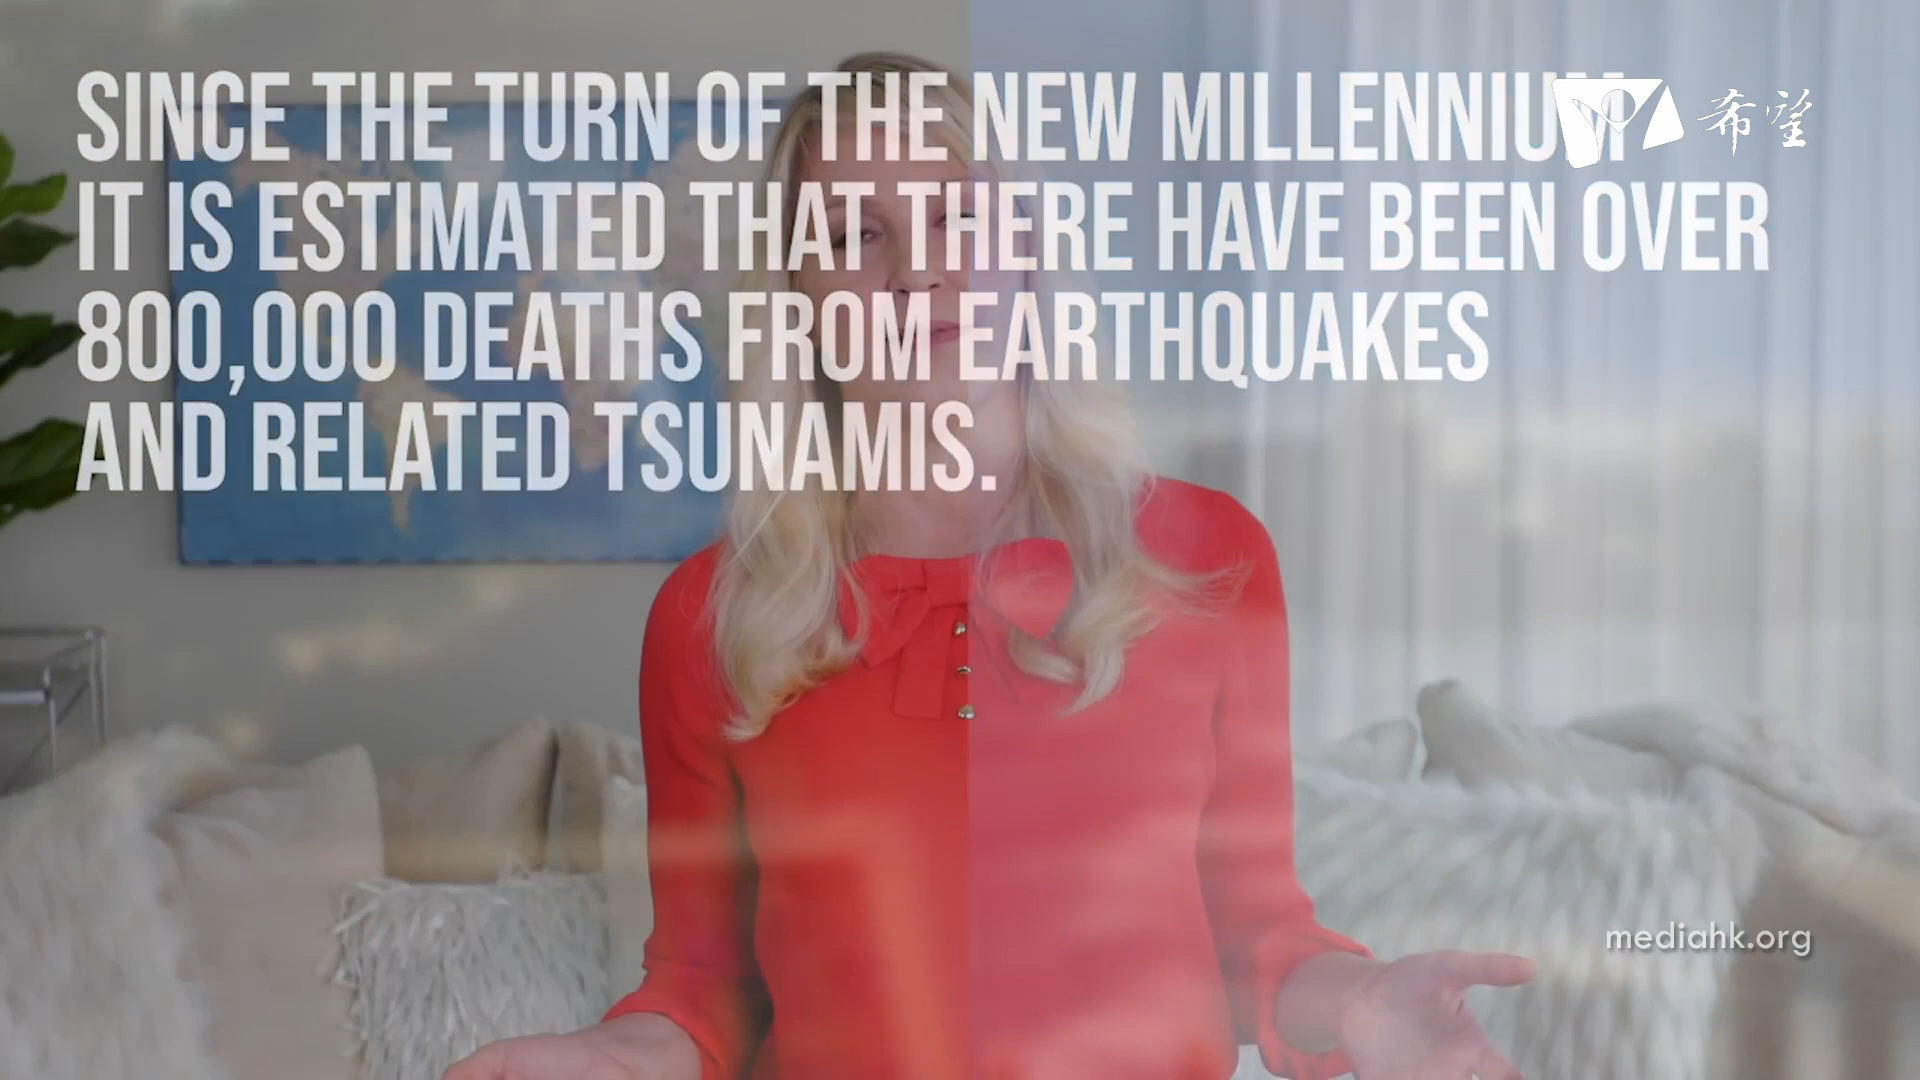 SINCE THE TURN OF THE NEW MILLENNIUM
希望
IT IS ESTIMATED THAT THERE HAVE BEEN OVER
800,000 DEATHS FROM EARTHQUAKES
AND RELATED TSUNAMIS.
mediahk.org